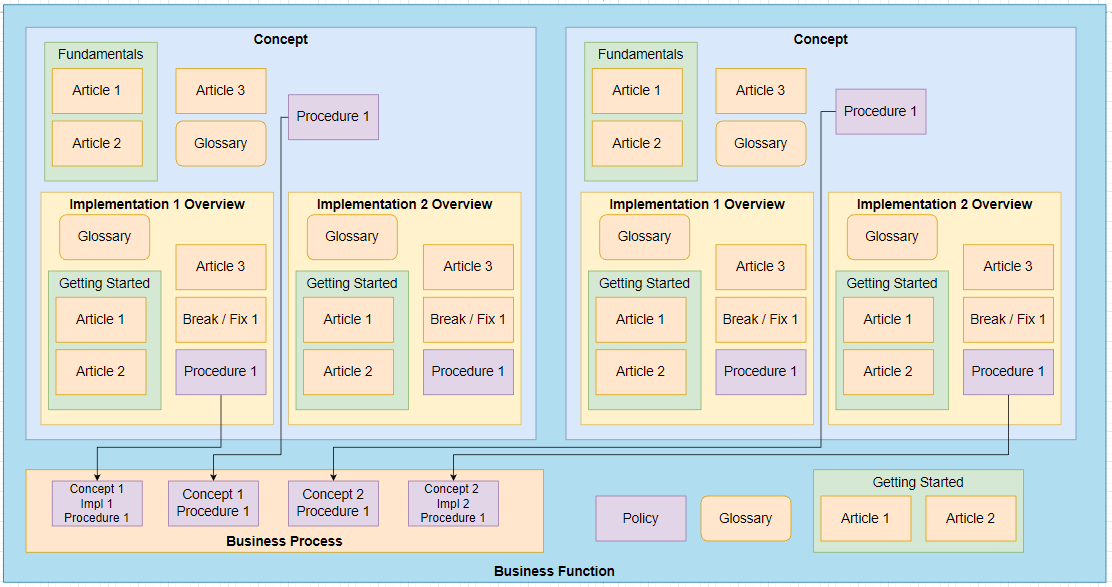 Concept
Fundamentals
Article 1
Article 2
Article 3
Glossary
Procedure 1
Implementation 1 Overview
Glossary
Getting Started
Article 1
Article 2
Article 3
Break / Fix 1
Procedure 1
Implementation 2 Overview
Glossary
Getting Started
Article 1
Article 2
Article 3
Break / Fix 1
Procedure 1
Concept
Fundamentals
Article 1
Article 2
Article 3
Glossary
Procedure 1
Implementation 1 Overview
Glossary
Getting Started
Article 1
Article 2
Article 3
Break / Fix 1
Procedure 1
Implementation 2 Overview
Glossary
Getting Started
Article 1
Article 2
Article 3
Break / Fix 1
Procedure 1
Concept 1
Impl 1
Procedure 1
Concept 1
Procedure 1
Concept 2
Procedure 1
Concept 2
Impl 2
Procedure 1
Business Process
Policy
Glossary
Getting Started
Article 1
Article 2
Business Function